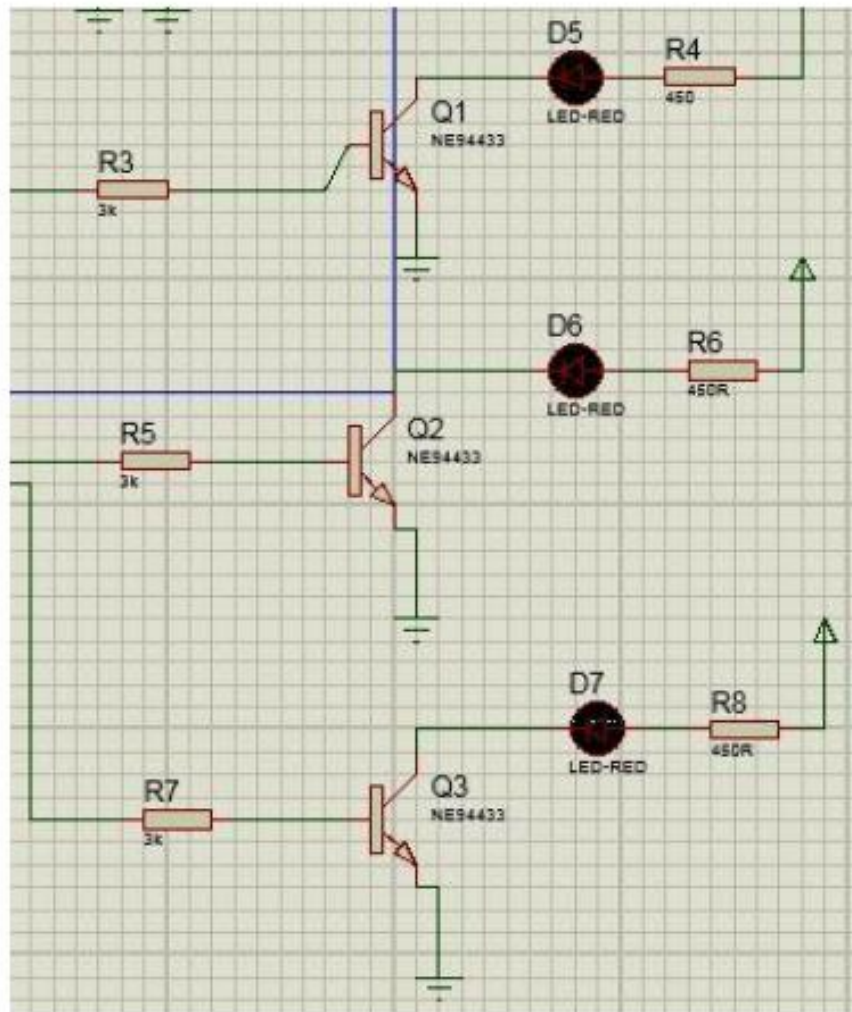 D5
R4
LED-RED
450
Q1
NE94433
R3
3k
D6
R6
LED-RED
450R
Q2
NE94433
R5
3k
D7
R8
LED-RED
450R
Q3
NE94433
R7
3k